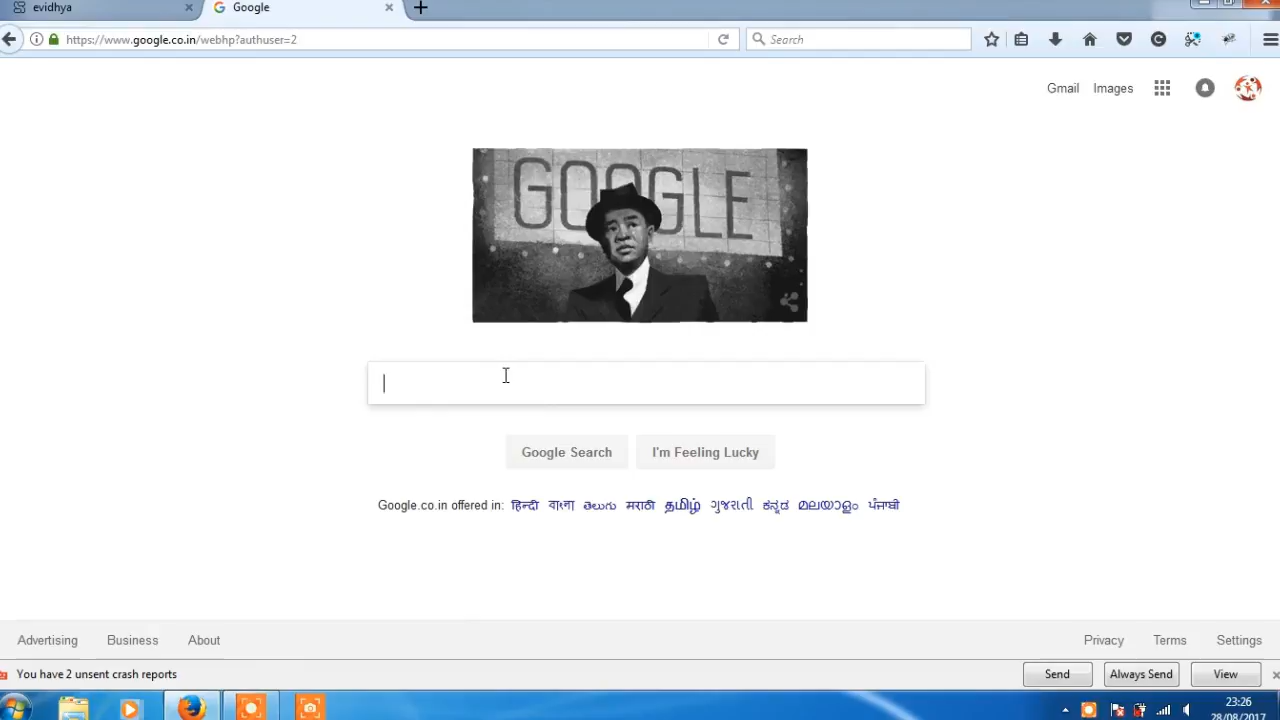 evidhya
Google
https://www.google.co.in/webhp?authuser=2
Search
Gmail Images
GOOGLE
Google Search I'm Feeling Lucky
Google.co.in offered in: हिन्दी বাংলা తెలుగు मराठी தமிழ் ગુજરાતી ಕನ್ನಡ മലയാളം ਪੰਜਾਬੀ
Advertising Business About Privacy Terms Settings
You have 2 unsent crash reports Send Always Send View
23:26
28/08/2017